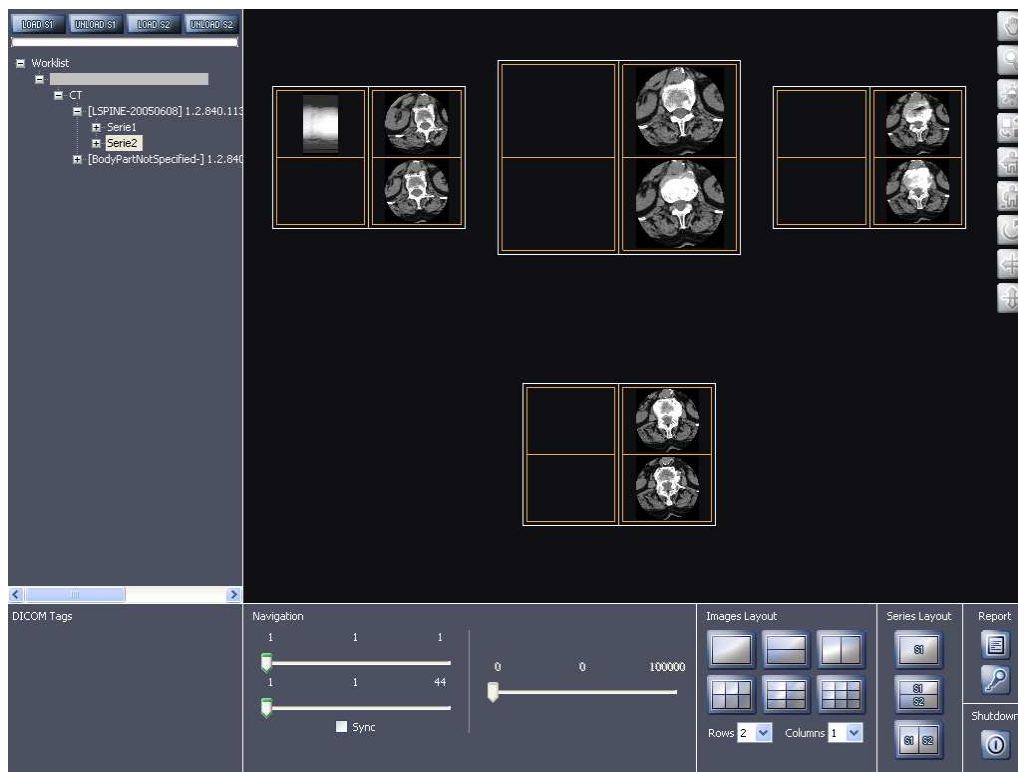 LOAD S1 UNLOAD S1 LOAD S2 UNLOAD S2
Worklist
CT
[LSPINE-20050608] 1.2.840.113
Serie1
Serie2
[BodyPartNotSpecified-] 1.2.840
DICOM Tags
Navigation
1 1 1
1 1 44
Sync
0 0 100000
Images Layout
Rows 2 Columns 1
Series Layout
S1
S1
S2
S1 S2
Report
Shutdown